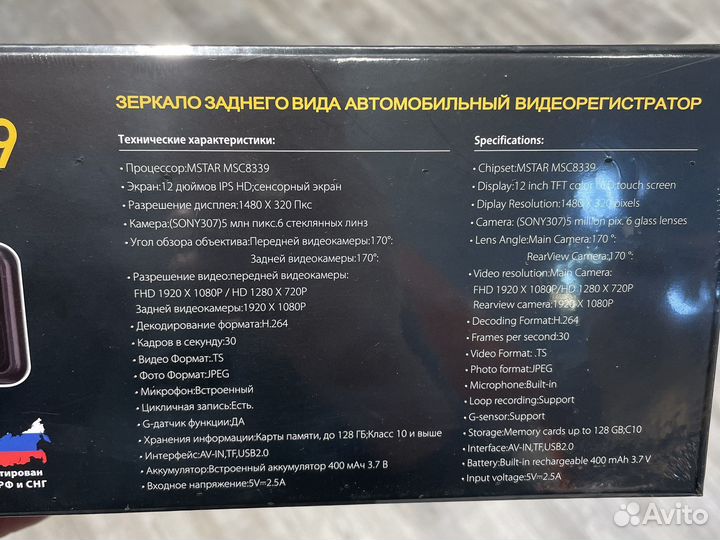 9
ЗЕРКАЛО ЗАДНЕГО ВИДА АВТОМОБИЛЬНЫЙ ВИДЕОРЕГИСТРАТОР
Технические характеристики:
• Процессор:MSTAR MSC8339
• Экран:12 дюймов IPS HD;сенсорный экран
• Разрешение дисплея:1480 X 320 Пкс
• Камера:(SONY307)5 млн пикс.6 стеклянных линз
• Угол обзора объектива:Передней видеокамеры:170°:
Задней видеокамеры:170°:
• Разрешение видео:передней видеокамеры:
FHD 1920 X 1080P / HD 1280 X 720P
Задней видеокамеры:1920 X 1080P
• Декодирование формата:H.264
• Кадров в секунду:30
• Видео Формат:.TS
• Фото Формат:JPEG
• Микрофон:Встроенный
• Цикличная запись:Есть.
• G-датчик функции:ДА
• Хранения информации:Карты памяти, до 128 ГБ;Класс 10 и выше
• Интерфейс:AV-IN,TF,USB2.0
• Аккумулятор:Встроенный аккумулятор 400 мАч 3.7 В
• Входное напряжение:5V⎓2.5A
Specifications:
• Chipset:MSTAR MSC8339
• Display:12 inch TFT color LCD;touch screen
• Diplay Resolution:1480 X 320 pixels
• Camera: (SONY307)5 million pix. 6 glass lenses
• Lens Angle:Main Camera:170 °:
RearView Camera:170 °:
• Video resolution:Main Camera:
FHD 1920 X 1080P/HD 1280 X 720P
Rearview camera:1920 X 1080P
• Decoding Format:H.264
• Frames per second:30
• Video Format: .TS
• Photo format:JPEG
• Microphone:Built-in
• Loop recording:Support
• G-sensor:Support
• Storage:Memory cards up to 128 GB;C10
• Interface:AV-IN,TF,USB2.0
• Battery:Built-in rechargeable 400 mAh 3.7 V
• Input voltage:5V⎓2.5A
тирован
РФ и СНГ
Avito